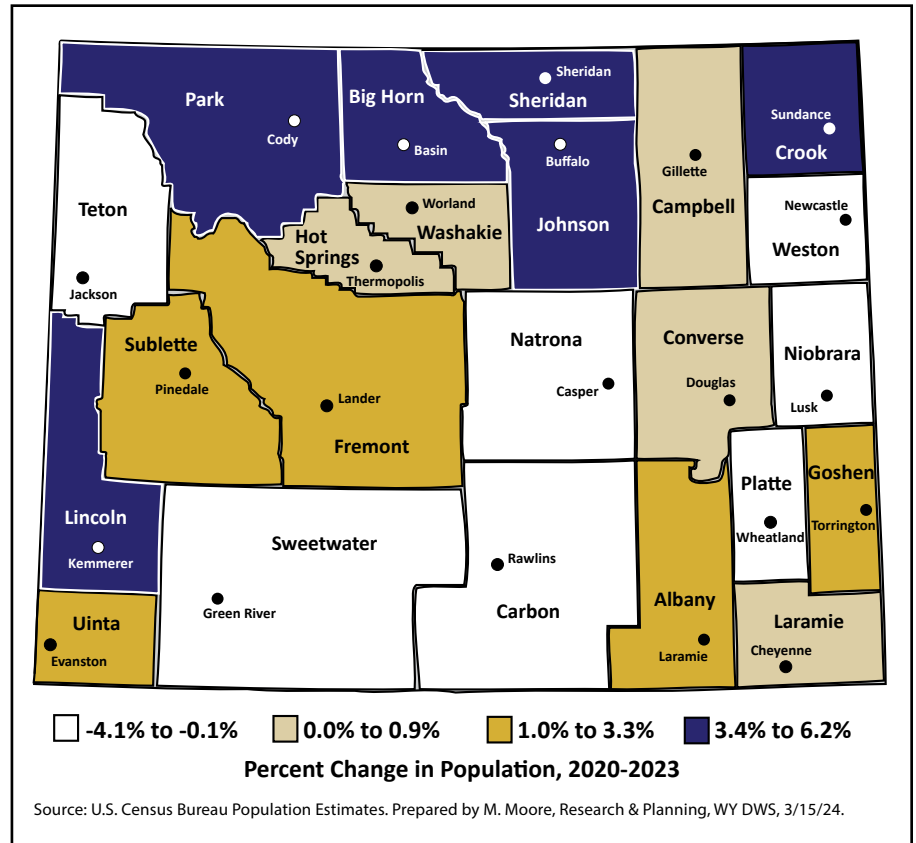 Park
Cody
Big Horn
Basin
Sheridan
Sheridan
Buffalo
Johnson
Gillette
Campbell
Sundance
Crook
Newcastle
Weston
Teton
Jackson
Worland
Washakie
Hot
Springs
Thermopolis
Sublette
Pinedale
Lander
Fremont
Natrona
Casper
Converse
Douglas
Niobrara
Lusk
Lincoln
Kemmerer
Sweetwater
Green River
Rawlins
Carbon
Platte
Wheatland
Goshen
Torrington
Uinta
Evanston
Albany
Laramie
Laramie
Cheyenne
-4.1% to -0.1%
0.0% to 0.9%
1.0% to 3.3%
3.4% to 6.2%
Percent Change in Population, 2020-2023
Source: U.S. Census Bureau Population Estimates. Prepared by M. Moore, Research & Planning, WY DWS, 3/15/24.